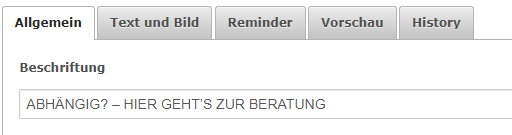 Allgemein Text und Bild Reminder Vorschau History
Beschriftung
ABHÄNGIG? – HIER GEHT'S ZUR BERATUNG